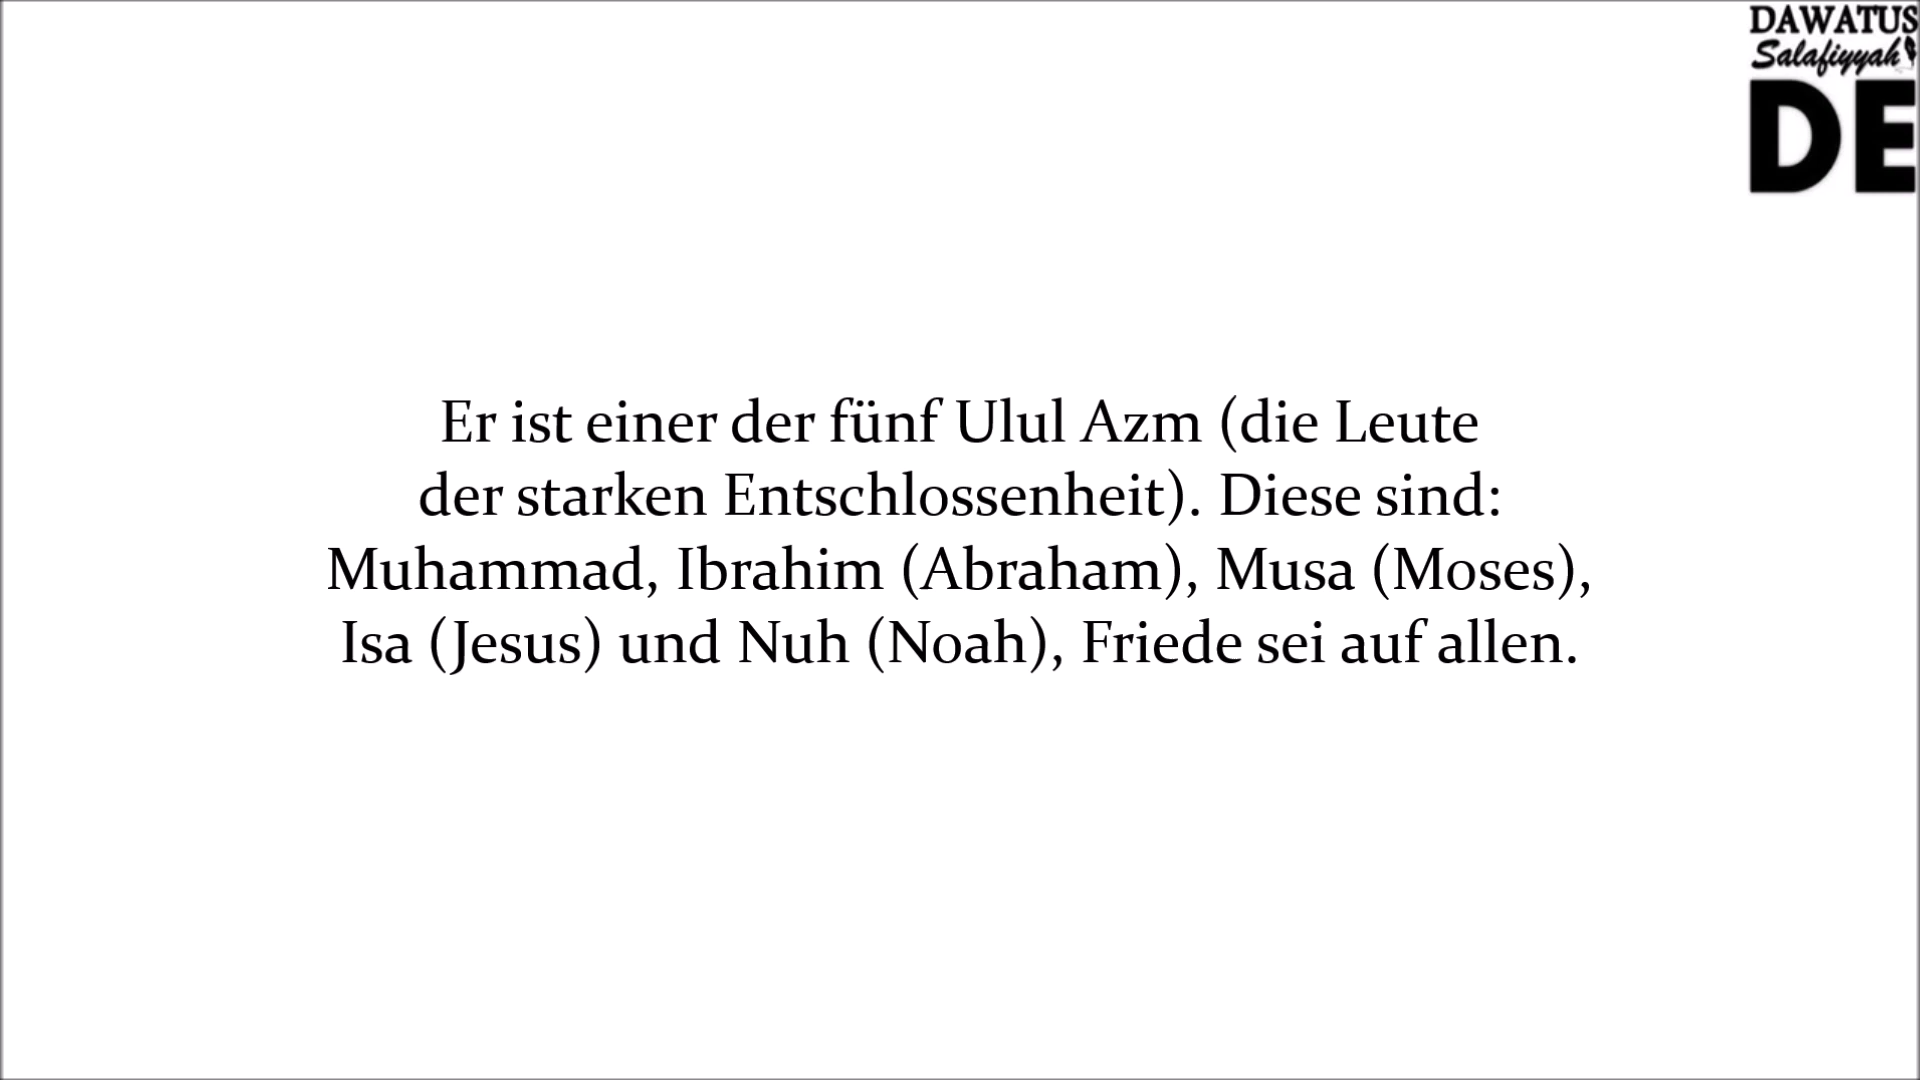 DAWATUS
Salafiyyah
DE
Er ist einer der fünf Ulul Azm (die Leute
der starken Entschlossenheit). Diese sind:
Muhammad, Ibrahim (Abraham), Musa (Moses),
Isa (Jesus) und Nuh (Noah), Friede sei auf allen.